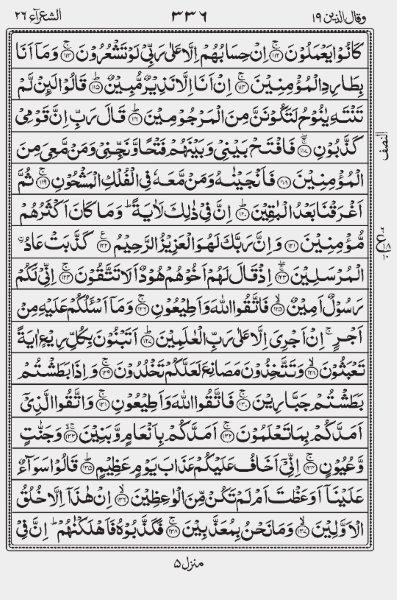 وقال الذين ١٩ ٣٣٦ الشعرآء ٢٦
كَانُوْا يَعْمَلُوْنَ ﴿١١٢﴾ اِنْ حِسَابُهُمْ اِلَّا عَلٰى رَبِّيْ لَوْ تَشْعُرُوْنَ ﴿١١٣﴾ وَمَآ اَنَا
بِطَارِدِ الْمُؤْمِنِيْنَ ﴿١١٤﴾ اِنْ اَنَا اِلَّا نَذِيْرٌ مُّبِيْنٌ ﴿١١٥﴾ قَالُوْا لَئِنْ لَّمْ
تَنْتَهِ يٰنُوْحُ لَتَكُوْنَنَّ مِنَ الْمَرْجُوْمِيْنَ ﴿١١٦﴾ قَالَ رَبِّ اِنَّ قَوْمِيْ
كَذَّبُوْنِ ﴿١١٧﴾ فَافْتَحْ بَيْنِيْ وَبَيْنَهُمْ فَتْحًا وَّنَجِّنِيْ وَمَنْ مَّعِيَ مِنَ
الْمُؤْمِنِيْنَ ﴿١١٨﴾ فَاَنْجَيْنٰهُ وَمَنْ مَّعَهٗ فِي الْفُلْكِ الْمَشْحُوْنِ ﴿١١٩﴾ ثُمَّ
اَغْرَقْنَا بَعْدُ الْبٰقِيْنَ ﴿١٢٠﴾ اِنَّ فِيْ ذٰلِكَ لَاٰيَةً ؕ وَمَا كَانَ اَكْثَرُهُمْ
مُّؤْمِنِيْنَ ﴿١٢١﴾ وَاِنَّ رَبَّكَ لَهُوَ الْعَزِيْزُ الرَّحِيْمُ ﴿١٢٢﴾ كَذَّبَتْ عَادُ
ۨالْمُرْسَلِيْنَ ﴿١٢٣﴾ اِذْ قَالَ لَهُمْ اَخُوْهُمْ هُوْدٌ اَلَا تَتَّقُوْنَ ﴿١٢٤﴾ اِنِّيْ لَكُمْ
رَسُوْلٌ اَمِيْنٌ ﴿١٢٥﴾ فَاتَّقُوا اللّٰهَ وَاَطِيْعُوْنِ ﴿١٢٦﴾ وَمَآ اَسْـَٔلُكُمْ عَلَيْهِ مِنْ
اَجْرٍ ۚ اِنْ اَجْرِيَ اِلَّا عَلٰى رَبِّ الْعٰلَمِيْنَ ﴿١٢٧﴾ اَتَبْنُوْنَ بِكُلِّ رِيْعٍ اٰيَةً
تَعْبَثُوْنَ ﴿١٢٨﴾ وَتَتَّخِذُوْنَ مَصَانِعَ لَعَلَّكُمْ تَخْلُدُوْنَ ﴿١٢٩﴾ وَاِذَا بَطَشْتُمْ
بَطَشْتُمْ جَبَّارِيْنَ ﴿١٣٠﴾ فَاتَّقُوا اللّٰهَ وَاَطِيْعُوْنِ ﴿١٣١﴾ وَاتَّقُوا الَّذِيْٓ
اَمَدَّكُمْ بِمَا تَعْلَمُوْنَ ﴿١٣٢﴾ اَمَدَّكُمْ بِاَنْعَامٍ وَّبَنِيْنَ ﴿١٣٣﴾ وَجَنّٰتٍ
وَّعُيُوْنٍ ﴿١٣٤﴾ اِنِّيْٓ اَخَافُ عَلَيْكُمْ عَذَابَ يَوْمٍ عَظِيْمٍ ﴿١٣٥﴾ قَالُوْا سَوَآءٌ
عَلَيْنَآ اَوَعَظْتَ اَمْ لَمْ تَكُنْ مِّنَ الْوٰعِظِيْنَ ﴿١٣٦﴾ اِنْ هٰذَآ اِلَّا خُلُقُ
الْاَوَّلِيْنَ ﴿١٣٧﴾ وَمَا نَحْنُ بِمُعَذَّبِيْنَ ﴿١٣٨﴾ فَكَذَّبُوْهُ فَاَهْلَكْنٰهُمْ ؕ اِنَّ فِيْ
النصف
ع
منزل ٥